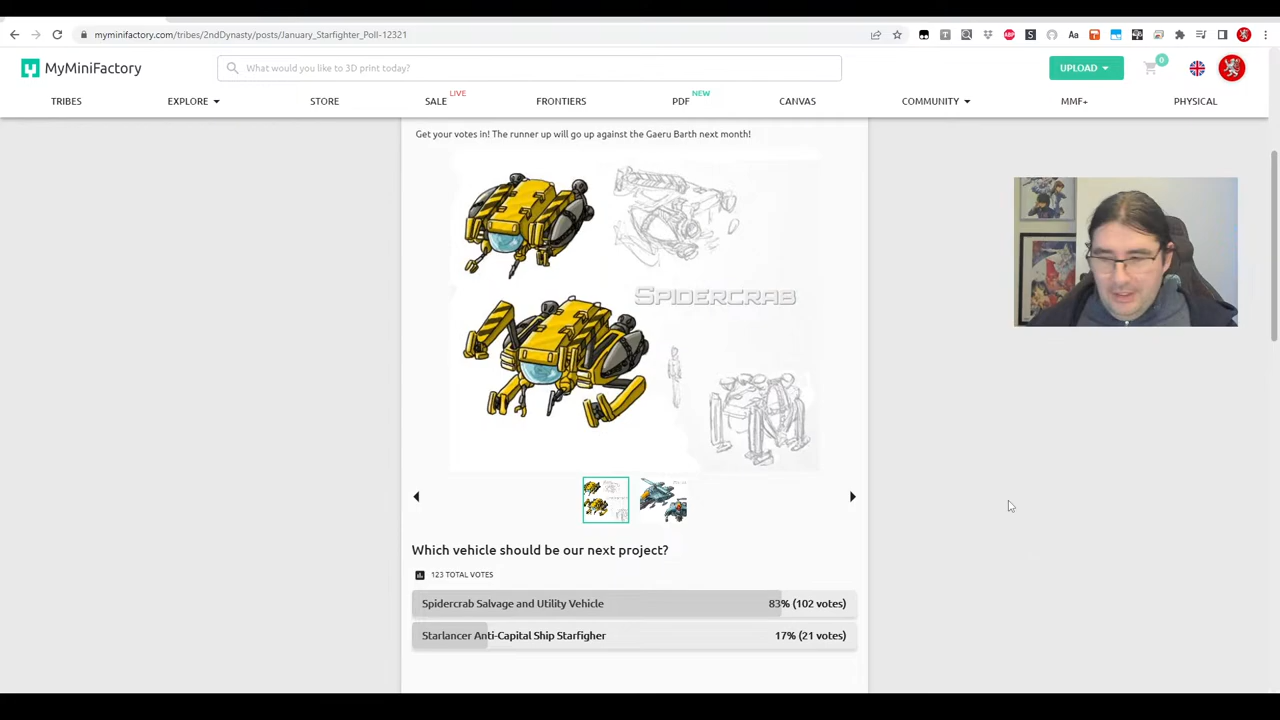 myminifactory.com/tribes/2ndDynasty/posts/January_Starfighter_Poll-12321
MyMiniFactory
What would you like to 3D print today?
UPLOAD
0
TRIBES
EXPLORE
STORE
SALE LIVE
FRONTIERS
PDF NEW
CANVAS
COMMUNITY
MMF+
PHYSICAL
Get your votes in! The runner up will go up against the Gaeru Barth next month!
SPIDERCRAB
Which vehicle should be our next project?
123 TOTAL VOTES
Spidercrab Salvage and Utility Vehicle 83% (102 votes)
Starlancer Anti-Capital Ship Starfigher 17% (21 votes)